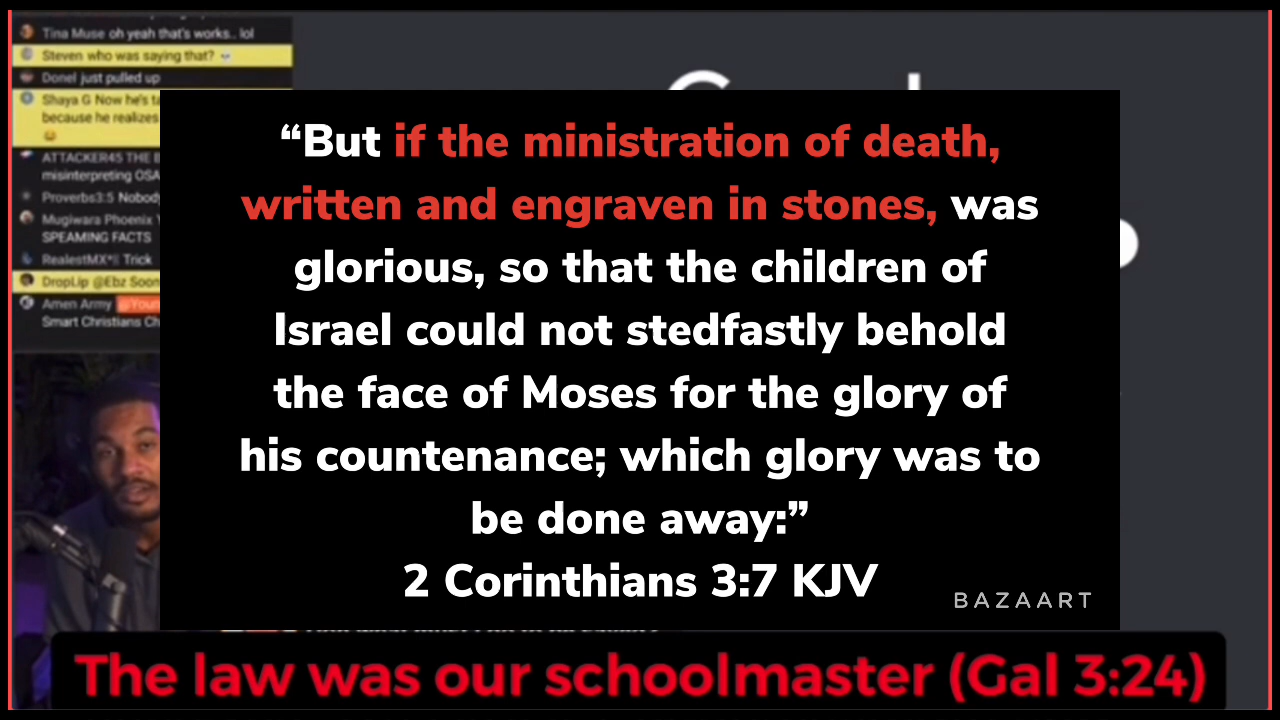 Tina Muse oh yeah that's works.. lol
Steven who was saying that? 💀
Donel just pulled up
Shaya G Now he's
because he realizes
😂
ATTACKER45 THE
misinterpreting OSA
Proverbs3:5 Nobody
Mugiwara Phoenix
SPEAMING FACTS
RealestMX Trick
DropLip @Ebz Soon
Amen Army
Smart Christians
“But if the ministration of death,
written and engraven in stones, was
glorious, so that the children of
Israel could not stedfastly behold
the face of Moses for the glory of
his countenance; which glory was to
be done away:”
2 Corinthians 3:7 KJV
BAZAART
The law was our schoolmaster (Gal 3:24)